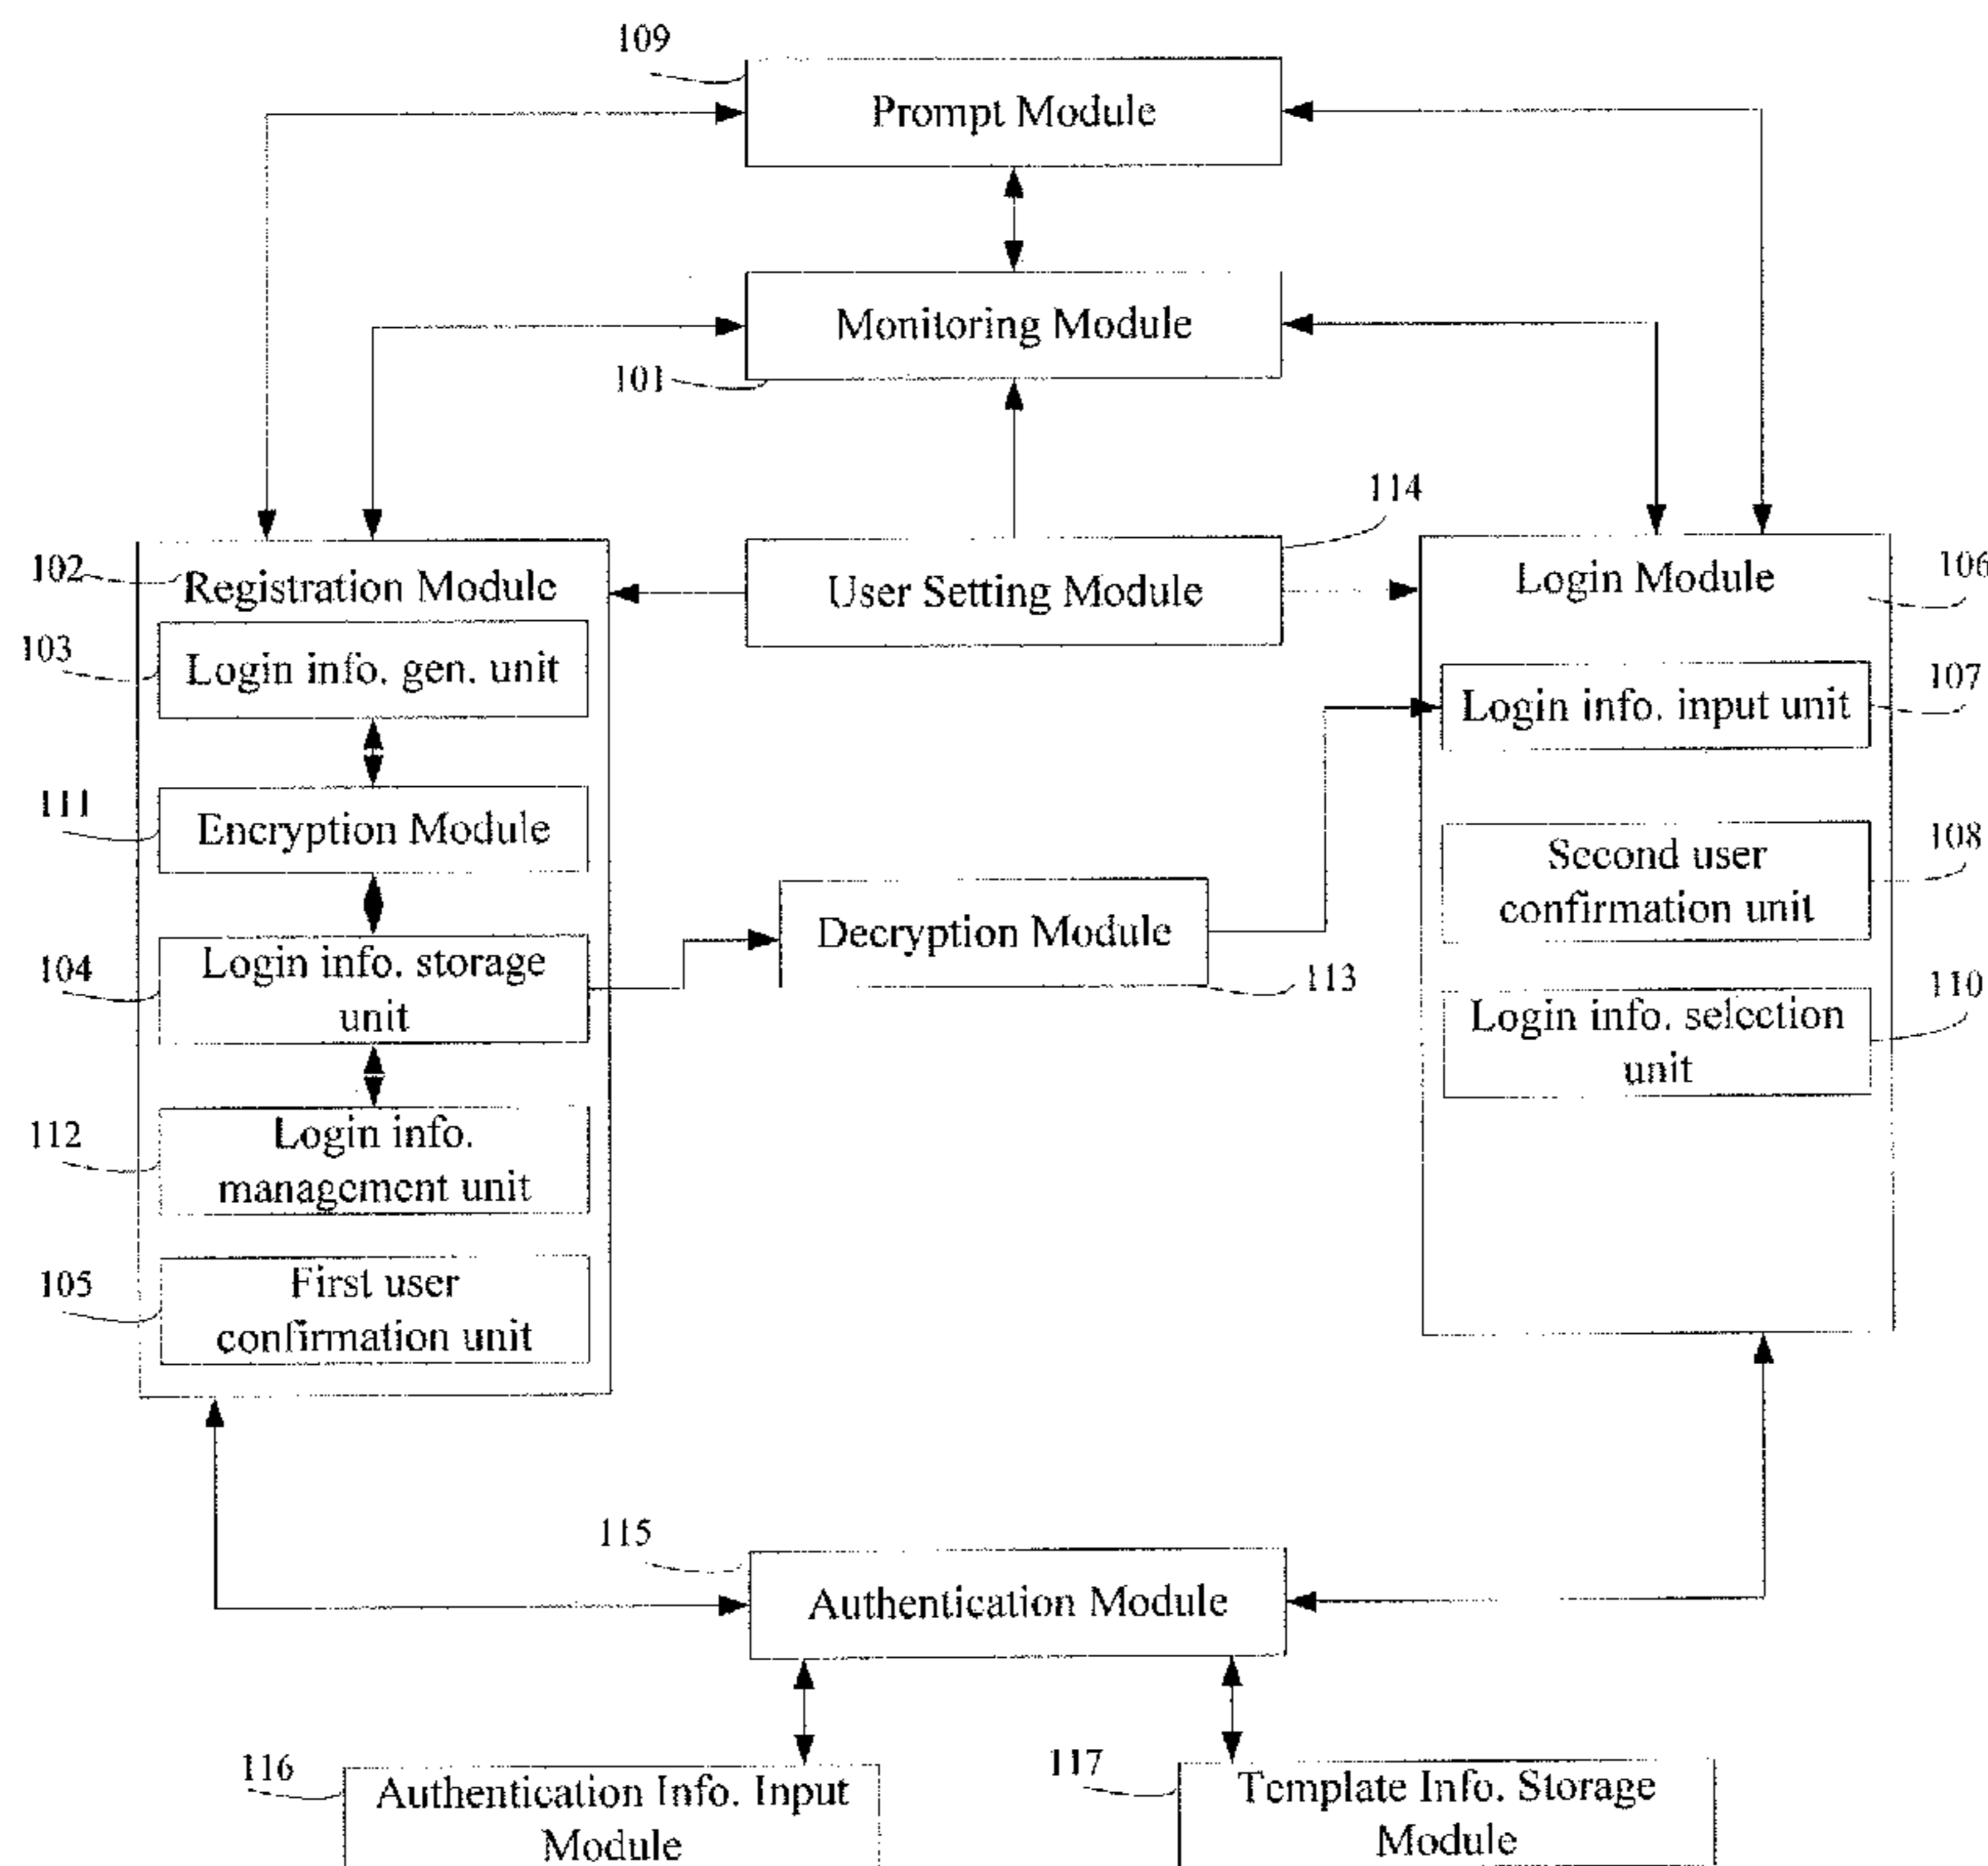 109
Prompt Module
Monitoring Module
101
114
102
Registration Module
User Setting Module
Login Module
106
103
Login info. gen. unit
Login info. input unit
107
111
Encryption Module
Second user
confirmation unit
108
104
Login info. storage
unit
Decryption Module
113
Login info. selection
unit
110
112
Login info.
management unit
105
First user
confirmation unit
115
Authentication Module
116
Authentication Info. Input
Module
117
Template Info. Storage
Module